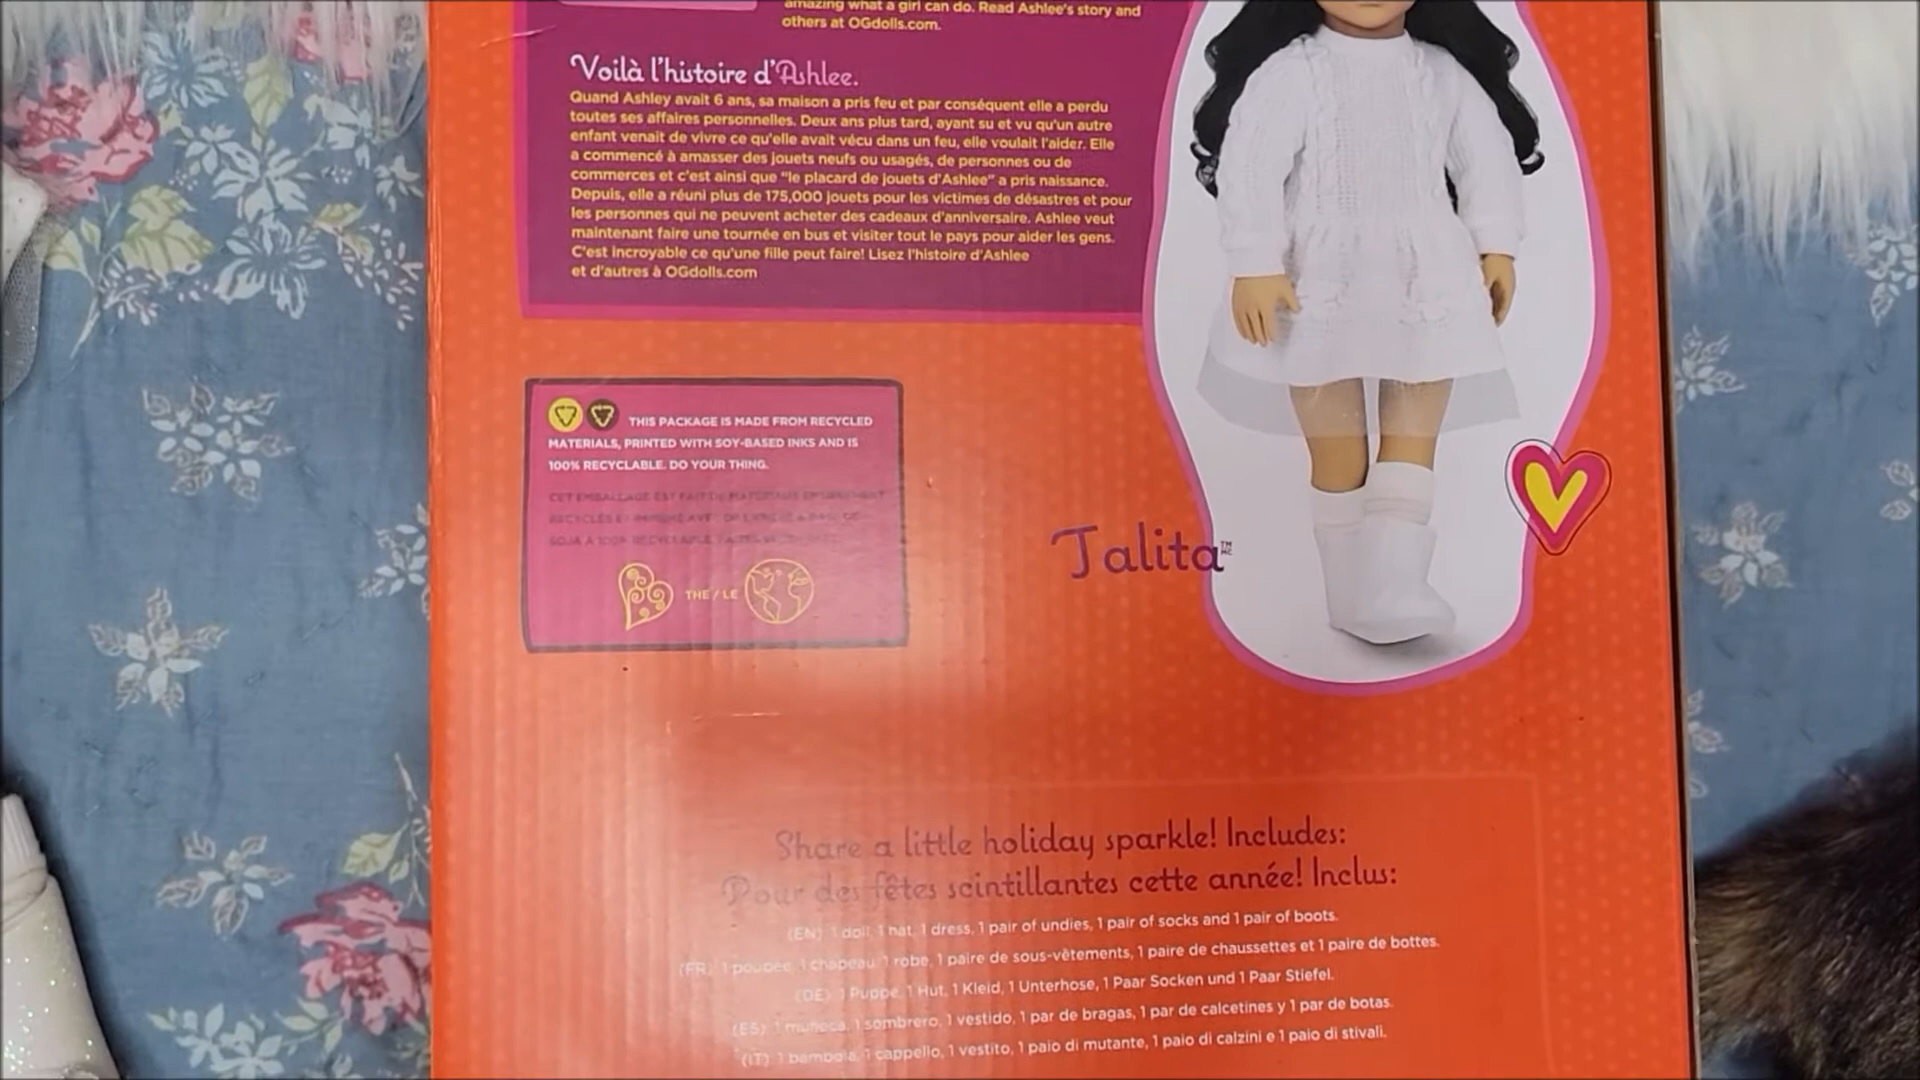 amazing what a girl can do. Read Ashlee's story and
others at OGdolls.com.
Voilà l'histoire d'Ashlee.
Quand Ashley avait 6 ans, sa maison a pris feu et par conséquent elle a perdu
toutes ses affaires personnelles. Deux ans plus tard, ayant su et vu qu'un autre
enfant venait de vivre ce qu'elle avait vécu dans un feu, elle voulait l'aider. Elle
a commencé à amasser des jouets neufs ou usagés, de personnes ou de
commerces et c'est ainsi que "le placard de jouets d'Ashlee" a pris naissance.
Depuis, elle a réuni plus de 175,000 jouets pour les victimes de désastres et pour
les personnes qui ne peuvent acheter des cadeaux d'anniversaire. Ashlee veut
maintenant faire une tournée en bus et visiter tout le pays pour aider les gens.
C'est incroyable ce qu'une fille peut faire! Lisez l'histoire d'Ashlee
et d'autres à OGdolls.com
THIS PACKAGE IS MADE FROM RECYCLED
MATERIALS, PRINTED WITH SOY-BASED INKS AND IS
100% RECYCLABLE. DO YOUR THING.
CET EMBALLAGE EST FAIT DE MATÉRIAUX ENTIÈREMENT
RECYCLÉS
SOJA
THE / LE
Talita TM MC
Share a little holiday sparkle! Includes:
Pour des fêtes scintillantes cette année! Inclus:
(EN) 1 doll, 1 hat, 1 dress, 1 pair of undies, 1 pair of socks and 1 pair of boots.
(FR) 1 poupée, 1 chapeau, 1 robe, 1 paire de sous-vêtements, 1 paire de chaussettes et 1 paire de bottes.
(DE) 1 Puppe, 1 Hut, 1 Kleid, 1 Unterhose, 1 Paar Socken und 1 Paar Stiefel.
(ES) 1 muñeca, 1 sombrero, 1 vestido, 1 par de bragas, 1 par de calcetines y 1 par de botas.
(IT) 1 bambola, 1 cappello, 1 vestito, 1 paio di mutante, 1 paio di calzini e 1 paio di stivali.